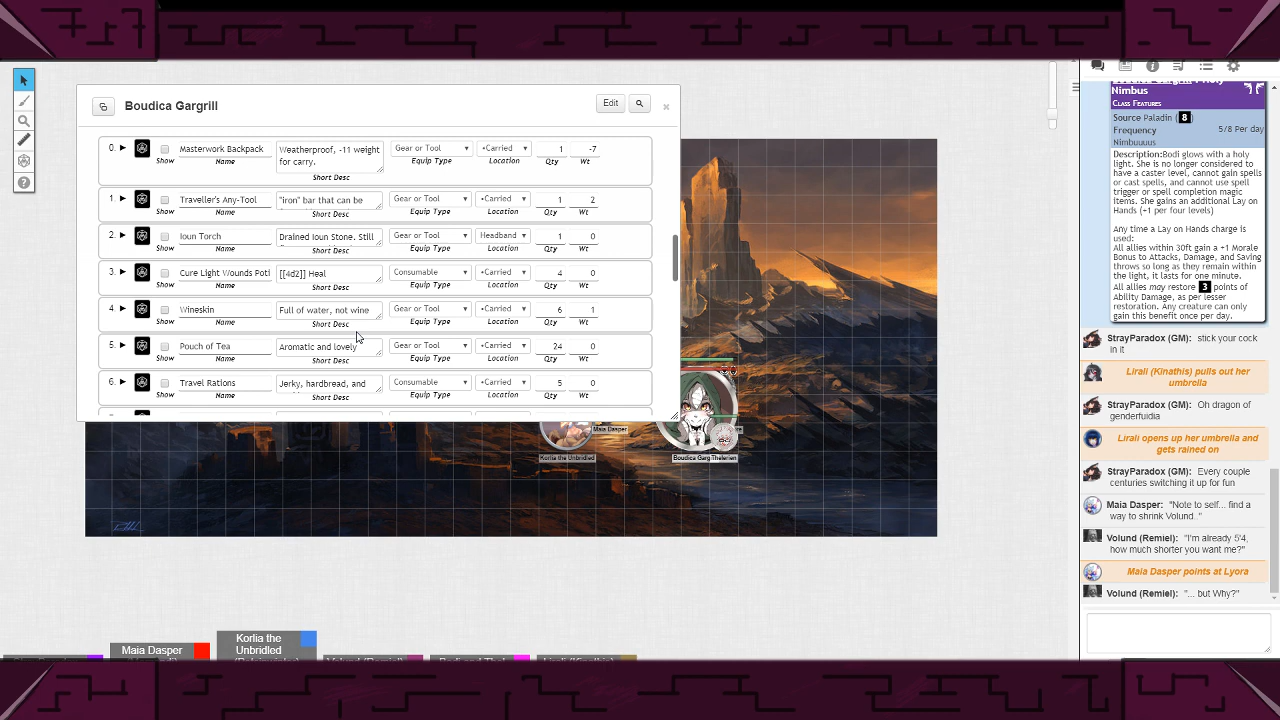 Boudica Gargrill
Edit
0. Masterwork Backpack Weatherproof, -11 weight for carry. Gear or Tool •Carried 1 -7
Show Name Short Desc Equip Type Location Qty Wt
1. Traveller's Any-Tool "iron" bar that can be Gear or Tool •Carried 1 2
Show Name Short Desc Equip Type Location Qty Wt
2. Ioun Torch Drained Ioun Stone. Still Gear or Tool Headband 1 0
Show Name Short Desc Equip Type Location Qty Wt
3. Cure Light Wounds Poti [[4d2]] Heal Consumable •Carried 4 0
Show Name Short Desc Equip Type Location Qty Wt
4. Wineskin Full of water, not wine Gear or Tool •Carried 6 1
Show Name Short Desc Equip Type Location Qty Wt
5. Pouch of Tea Aromatic and lovely Gear or Tool •Carried 24 0
Show Name Short Desc Equip Type Location Qty Wt
6. Travel Rations Jerky, hardbread, and Consumable •Carried 5 0
Show Name Short Desc Equip Type Location Qty Wt
Maia Dasper
Korlia the Unbridled
Boudica Garg
Thelerien
Maia Dasper
Korlia the
Unbridled
Nimbus
Class Features
Source Paladin (8)
Frequency 5/8 Per day
Nimbuuuus
Description:Bodi glows with a holy
light. She is no longer considered to
have a caster level, cannot gain spells
or cast spells, and cannot use spell
trigger or spell completion magic
items. She gains an additional Lay on
Hands (+1 per four levels)
Any time a Lay on Hands charge is
used:
All allies within 30ft gain a +1 Morale
Bonus to Attacks, Damage, and Saving
throws so long as they remain within
the light, it lasts for one minute.
All allies may restore 3 points of
Ability Damage, as per lesser
restoration. Any creature can only
gain this benefit once per day.
StrayParadox (GM): stick your cock
in it
Lirali (Kinathis) pulls out her
umbrella
StrayParadox (GM): Oh dragon of
genderfuidia
Lirali opens up her umbrella and
gets rained on
StrayParadox (GM): Every couple
centuries switching it up for fun
Maia Dasper: "Note to self... find a
way to shrink Volund."
Volund (Remiel): "I'm already 5'4,
how much shorter you want me?"
Maia Dasper points at Lyora
Volund (Remiel): "... but Why?"